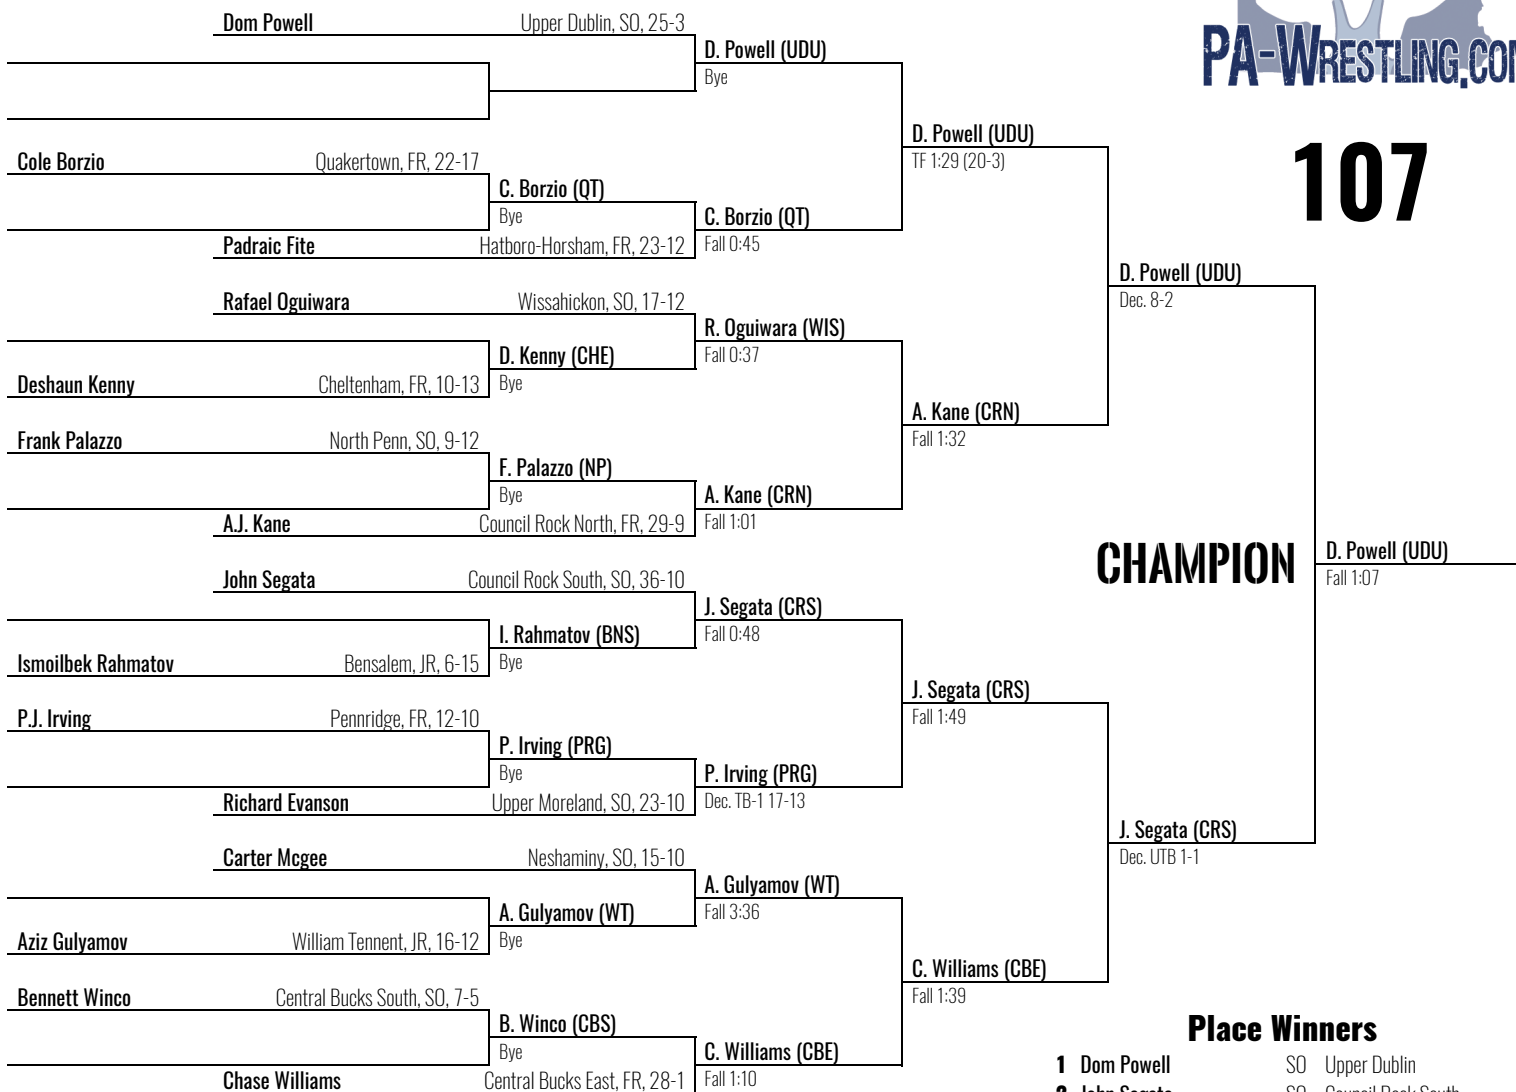 Dom Powell Upper Dublin, SO, 25-3
D. Powell (UDU)
Bye
PA-WRESTLING.CO
D. Powell (UDU)
TF 1:29 (20-3)
107
Cole Borzio Quakertown, FR, 22-17
C. Borzio (QT)
Bye
C. Borzio (QT)
Fall 0:45
Padraic Fite Hatboro-Horsham, FR, 23-12
D. Powell (UDU)
Dec. 8-2
Rafael Oguiwara Wissahickon, SO, 17-12
R. Oguiwara (WIS)
Fall 0:37
D. Kenny (CHE)
Bye
Deshaun Kenny Cheltenham, FR, 10-13
A. Kane (CRN)
Fall 1:32
Frank Palazzo North Penn, SO, 9-12
F. Palazzo (NP)
Bye
A. Kane (CRN)
Fall 1:01
A.J. Kane Council Rock North, FR, 29-9
CHAMPION
D. Powell (UDU)
Fall 1:07
John Segata Council Rock South, SO, 36-10
J. Segata (CRS)
Fall 0:48
I. Rahmatov (BNS)
Bye
Ismoilbek Rahmatov Bensalem, JR, 6-15
J. Segata (CRS)
Fall 1:49
P.J. Irving Pennridge, FR, 12-10
P. Irving (PRG)
Bye
P. Irving (PRG)
Dec. TB-1 17-13
Richard Evanson Upper Moreland, SO, 23-10
J. Segata (CRS)
Dec. UTB 1-1
Carter Mcgee Neshaminy, SO, 15-10
A. Gulyamov (WT)
Fall 3:36
A. Gulyamov (WT)
Bye
Aziz Gulyamov William Tennent, JR, 16-12
C. Williams (CBE)
Fall 1:39
Bennett Winco Central Bucks South, SO, 7-5
B. Winco (CBS)
Bye
C. Williams (CBE)
Fall 1:10
Chase Williams Central Bucks East, FR, 28-1
Place Winners
1 Dom Powell SO Upper Dublin
2 John Segata SO Council Rock South